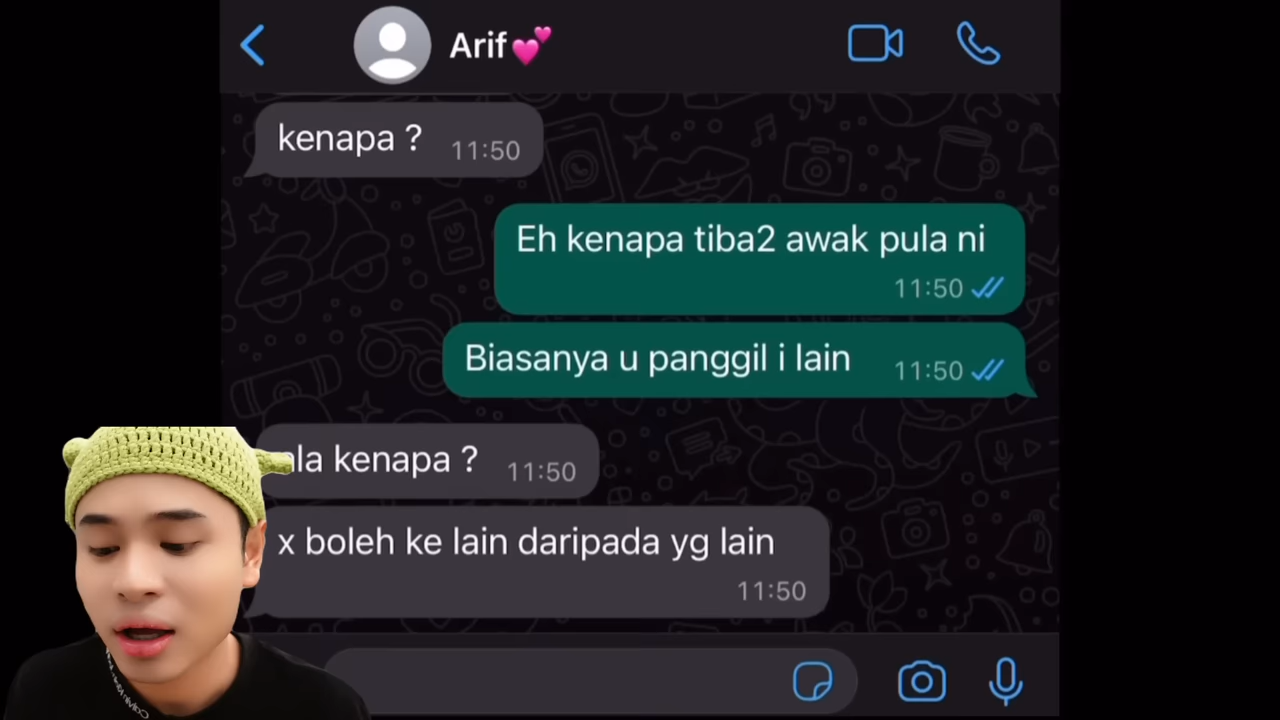 Arif💕
kenapa ? 11:50
Eh kenapa tiba2 awak pula ni
11:50
Biasanya u panggil i lain 11:50
kenapa ? 11:50
x boleh ke lain daripada yg lain
11:50